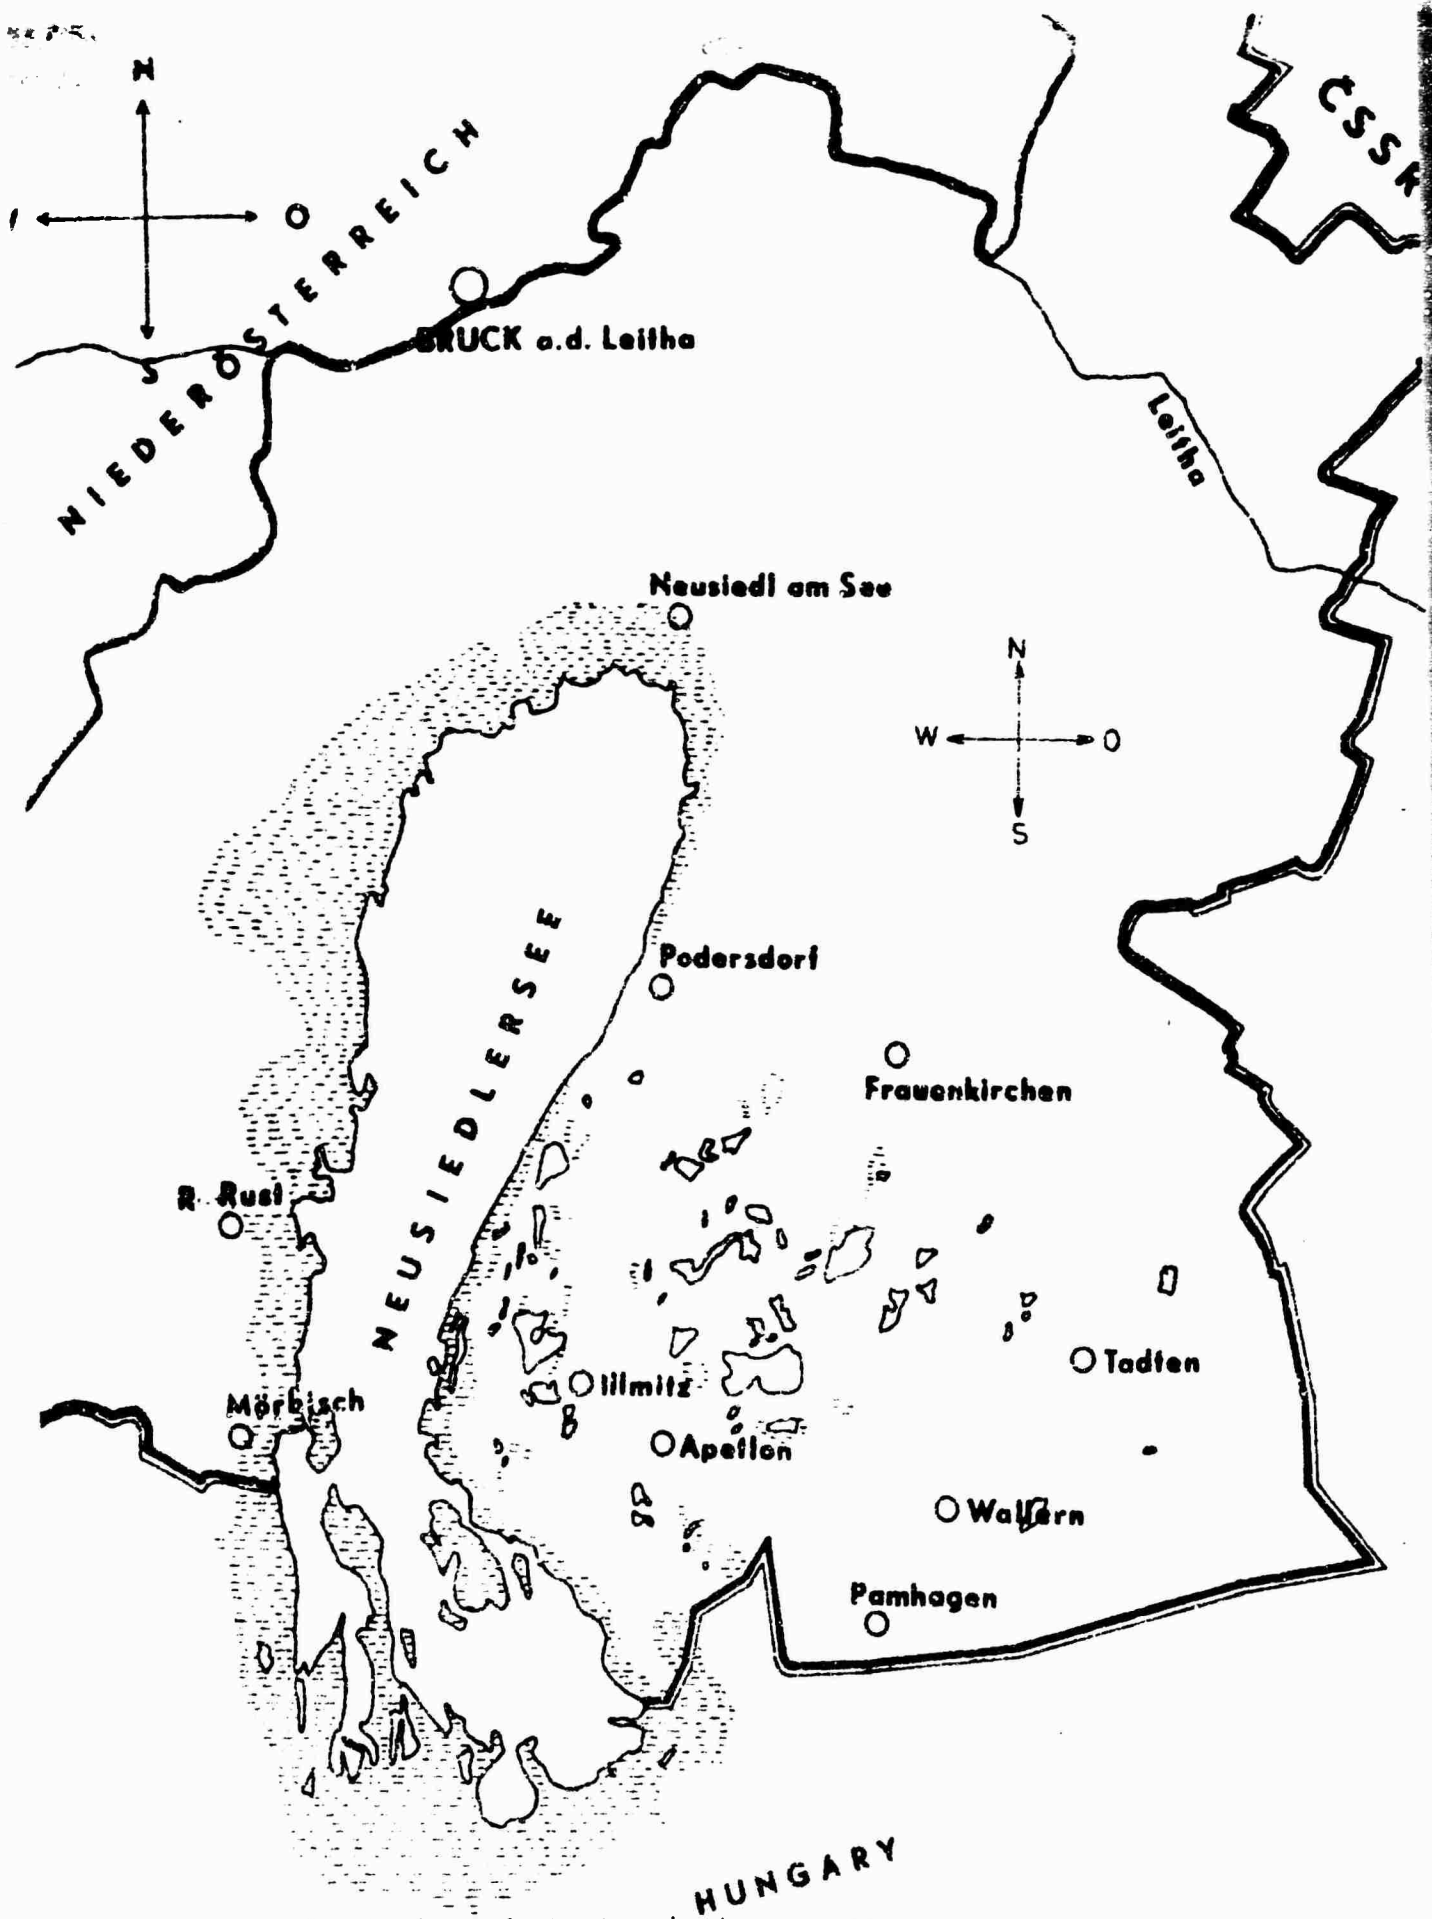 N
O
S
NIEDERÖSTERREICH
ČSSR
BRUCK a.d. Leitha
Leitha
Neusiedl am See
N
W O
S
NEUSIEDLERSEE
Podersdorf
Frauenkirchen
R Rust
Mörbisch
Illmitz
Tadten
Apetlon
Wallern
Pamhagen
HUNGARY